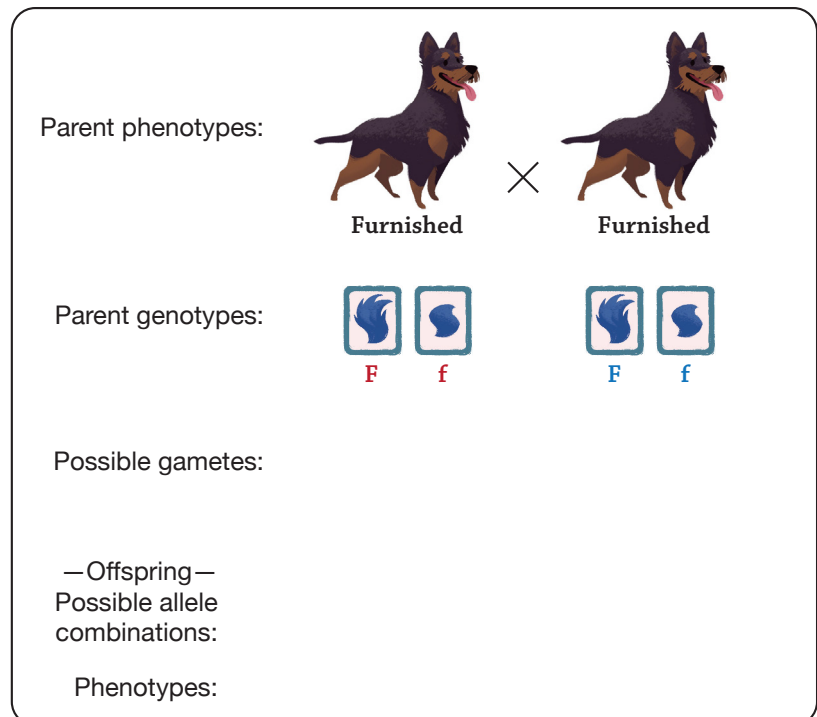 Parent phenotypes:
Furnished
Furnished
Parent genotypes:
F f F f
Possible gametes:
—Offspring—
Possible allele
combinations:
Phenotypes: